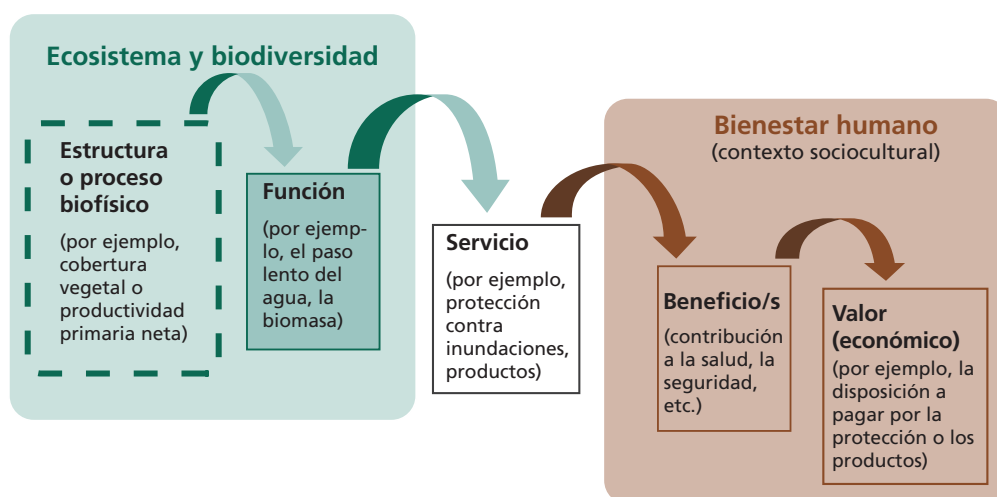 Ecosistema y biodiversidad
Estructura
o proceso
biofísico
(por ejemplo,
cobertura
vegetal o
productividad
primaria neta)
Función
(por ejemp-
lo, el paso
lento del
agua, la
biomasa)
Servicio
(por ejemplo,
protección
contra
inundaciones,
productos)
Bienestar humano
(contexto sociocultural)
Beneficio/s
(contribución
a la salud, la
seguridad,
etc.)
Valor
(económico)
(por ejemplo, la
disposición a
pagar por la
protección o los
productos)